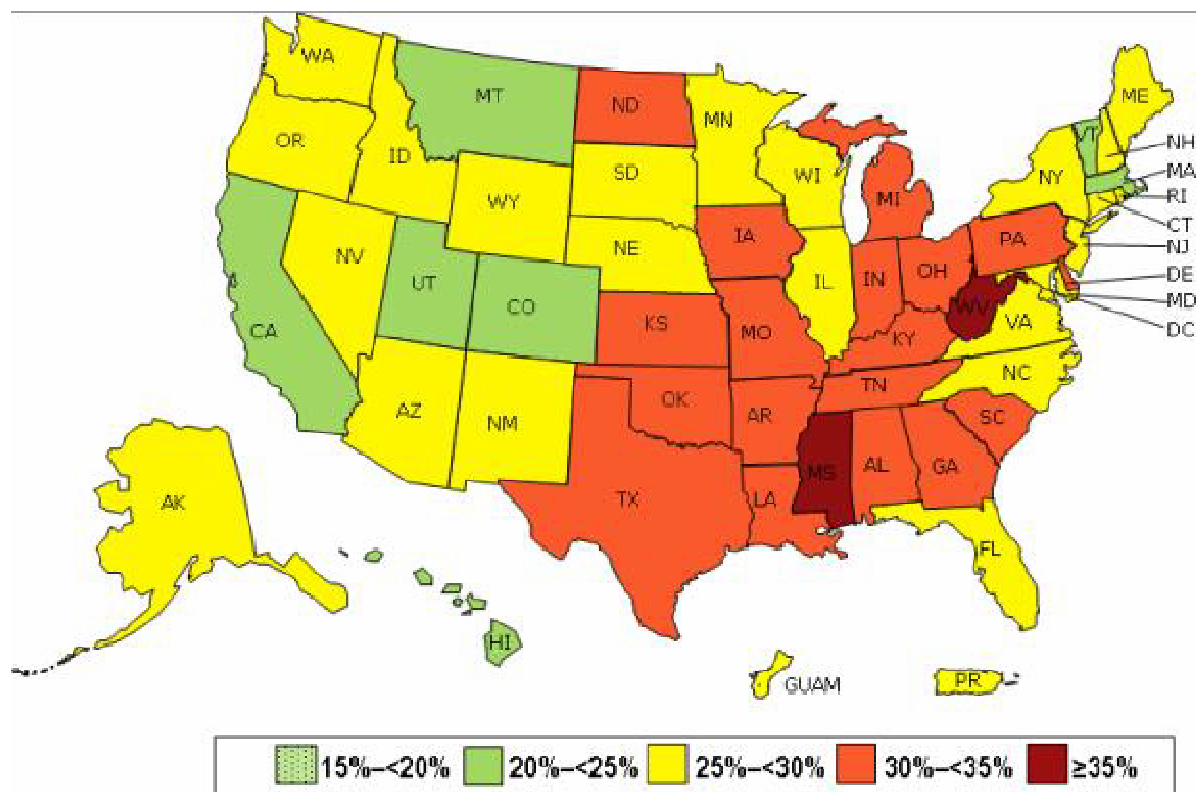 WA
MT
ND
MN
ME
OR
ID
SD
WI
VT
NH
MA
NY
RI
CT
WY
MI
NJ
IA
PA
DE
NE
NV
IL
IN
OH
MD
UT
CO
WV
VA
DC
CA
KS
MO
KY
NC
TN
AZ
NM
OK
AR
SC
MS
AL
GA
AK
TX
LA
FL
HI
GUAM
PR
15%–<20% 20%–<25% 25%–<30% 30%–<35% ≥35%